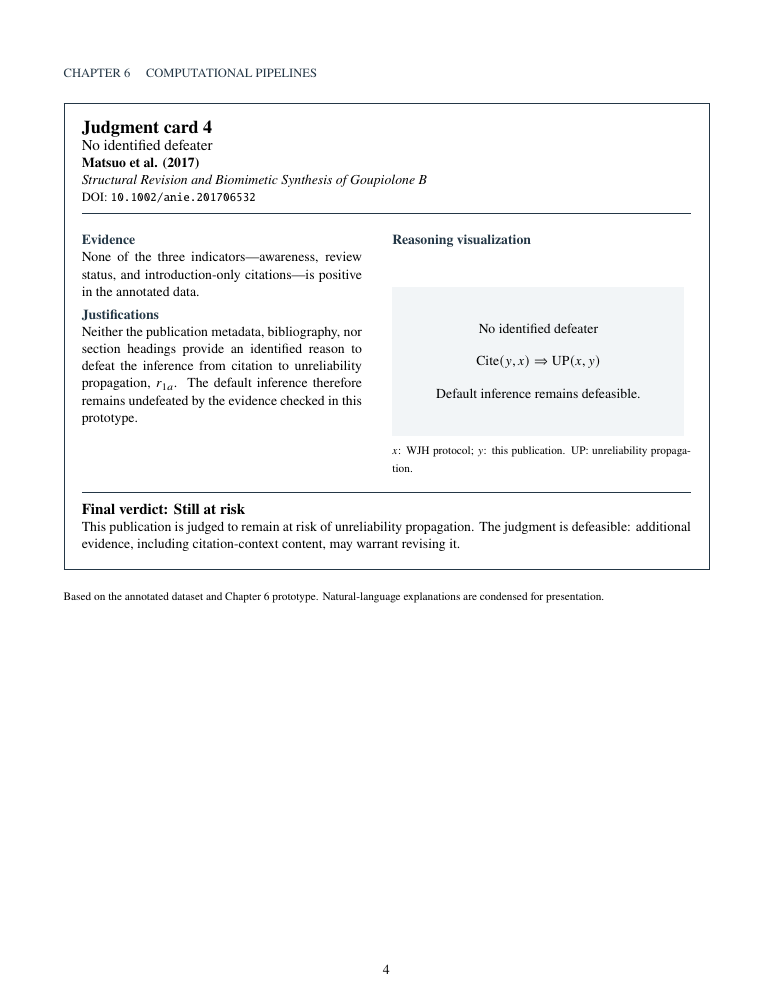 CHAPTER 6 COMPUTATIONAL PIPELINES
Judgment card 4
No identified defeater
Matsuo et al. (2017)
Structural Revision and Biomimetic Synthesis of Goupiolone B
DOI: 10.1002/anie.201706532
Evidence
None of the three indicators—awareness, review
status, and introduction-only citations—is positive
in the annotated data.
Justifications
Neither the publication metadata, bibliography, nor
section headings provide an identified reason to
defeat the inference from citation to unreliability
propagation, r₁ₐ. The default inference therefore
remains undefeated by the evidence checked in this
prototype.
Reasoning visualization
No identified defeater
Cite(y, x) ⇒ UP(x, y)
Default inference remains defeasible.
x: WJH protocol; y: this publication. UP: unreliability propaga-
tion.
Final verdict: Still at risk
This publication is judged to remain at risk of unreliability propagation. The judgment is defeasible: additional
evidence, including citation-context content, may warrant revising it.
Based on the annotated dataset and Chapter 6 prototype. Natural-language explanations are condensed for presentation.
4